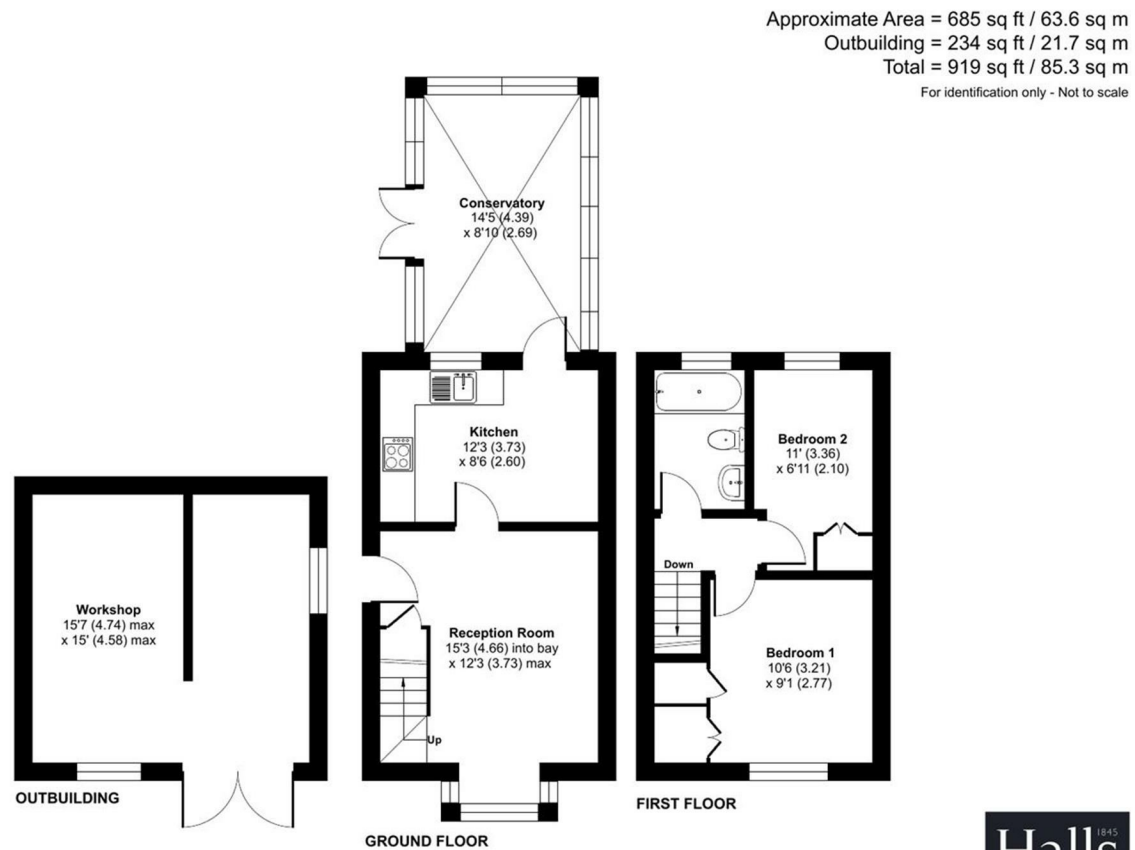 Approximate Area = 685 sq ft / 63.6 sq m
Outbuilding = 234 sq ft / 21.7 sq m
Total = 919 sq ft / 85.3 sq m
For identification only - Not to scale
Conservatory
14'5 (4.39)
x 8'10 (2.69)
Kitchen
12'3 (3.73)
x 8'6 (2.60)
Bedroom 2
11' (3.36)
x 6'11 (2.10)
Down
Workshop
15'7 (4.74) max
x 15' (4.58) max
Reception Room
15'3 (4.66) into bay
x 12'3 (3.73) max
Up
Bedroom 1
10'6 (3.21)
x 9'1 (2.77)
OUTBUILDING
GROUND FLOOR
FIRST FLOOR
1845
Halls